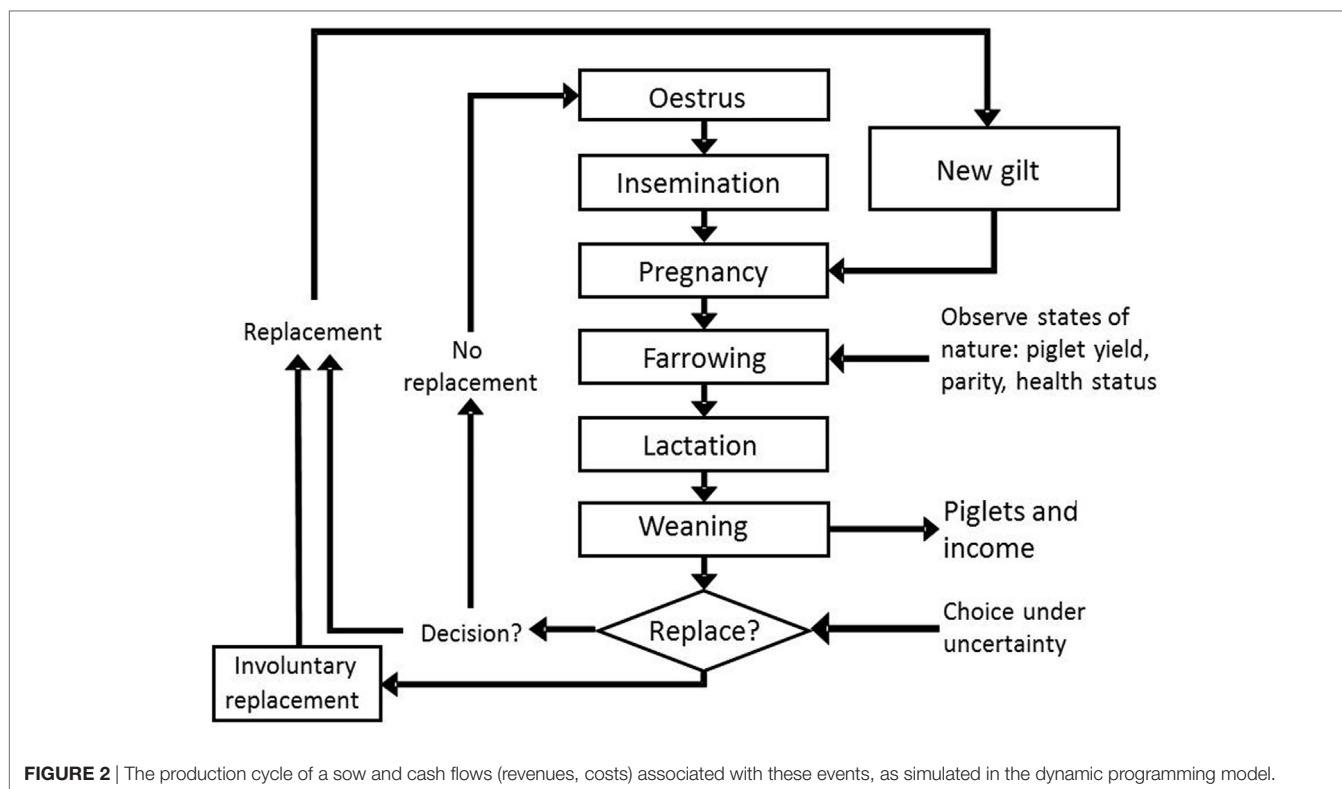 Oestrus
Insemination
New gilt
Pregnancy
Replacement
No
replacement
Farrowing
Observe states of
nature: piglet yield,
parity, health status
Lactation
Weaning
Piglets and
income
Decision?
Replace?
Choice under
uncertainty
Involuntary
replacement
FIGURE 2 | The production cycle of a sow and cash flows (revenues, costs) associated with these events, as simulated in the dynamic programming model.